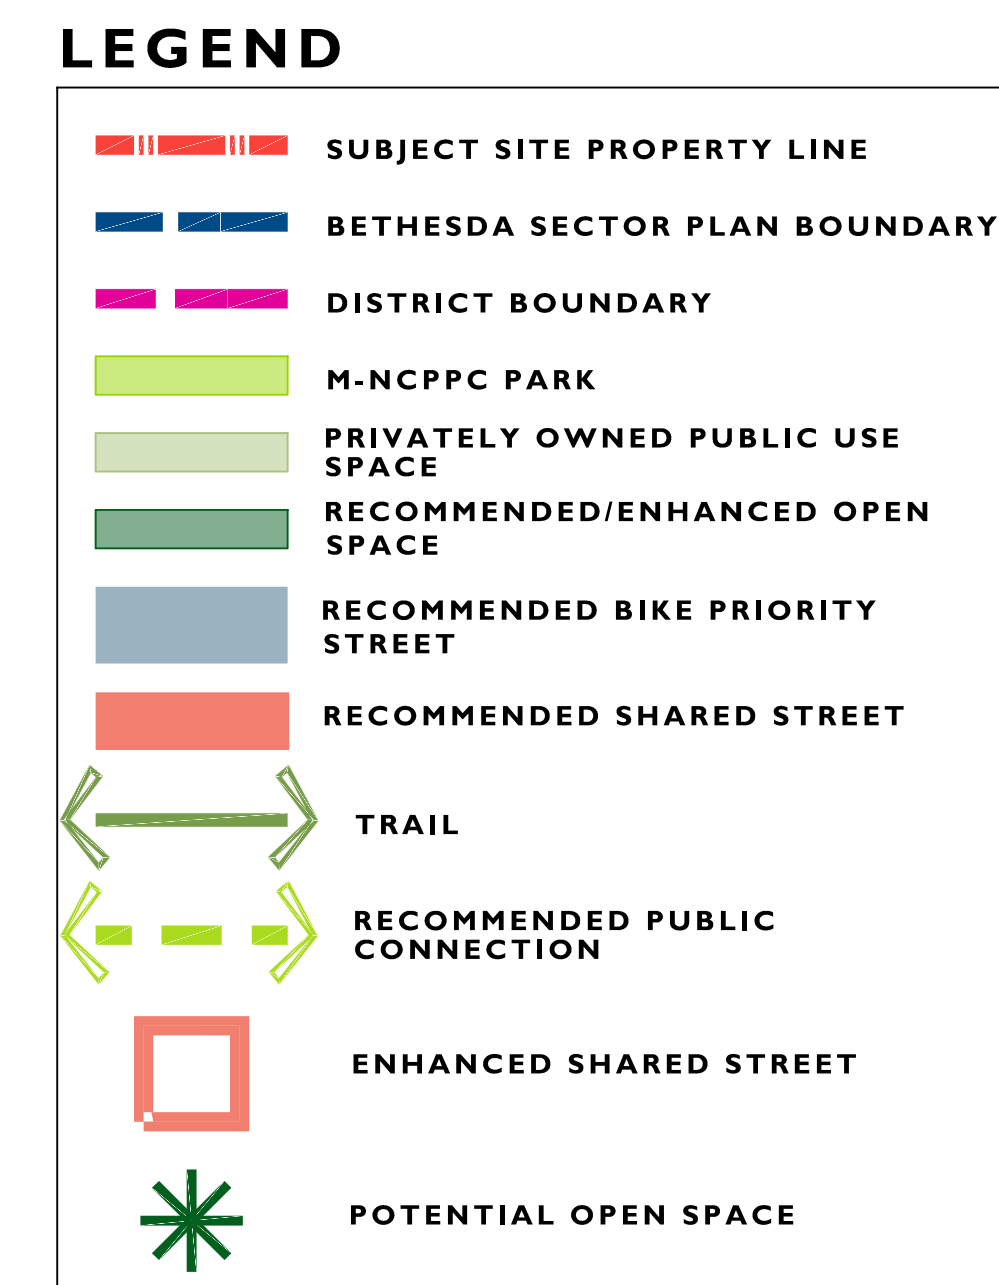 LEGEND
SUBJECT SITE PROPERTY LINE
BETHESDA SECTOR PLAN BOUNDARY
DISTRICT BOUNDARY
M-NCPPC PARK
PRIVATELY OWNED PUBLIC USE
SPACE
RECOMMENDED/ENHANCED OPEN
SPACE
RECOMMENDED BIKE PRIORITY
STREET
RECOMMENDED SHARED STREET
TRAIL
RECOMMENDED PUBLIC
CONNECTION
ENHANCED SHARED STREET
POTENTIAL OPEN SPACE